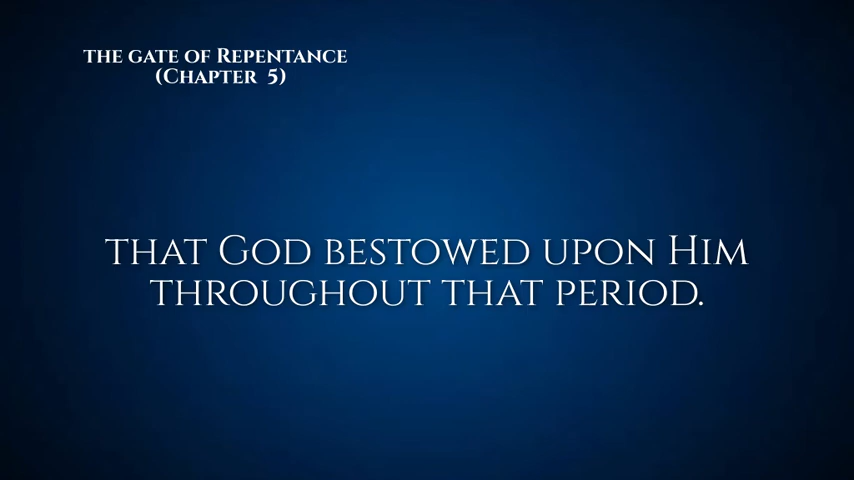 THE GATE OF REPENTANCE
(CHAPTER 5)
THAT GOD BESTOWED UPON HIM
THROUGHOUT THAT PERIOD.